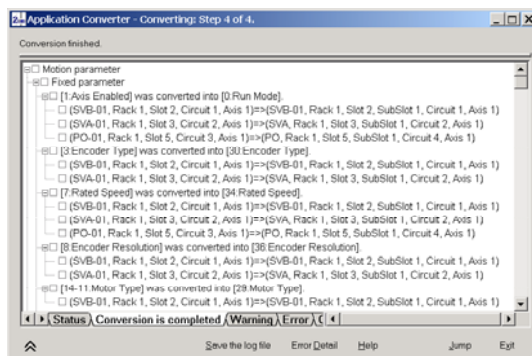 Application Converter - Converting: Step 4 of 4.
Conversion finished.
Motion parameter
Fixed parameter
[1:Axis Enabled] was converted into [0:Run Mode].
(SVB-01, Rack 1, Slot 2, Circuit 1, Axis 1)=>(SVB-01, Rack 1, Slot 2, SubSlot 1, Circuit 1, Axis 1)
(SVA-01, Rack 1, Slot 3, Circuit 2, Axis 1)=>(SVA, Rack 1, Slot 3, SubSlot 1, Circuit 2, Axis 1)
(PO-01, Rack 1, Slot 5, Circuit 3, Axis 1)=>(PO, Rack 1, Slot 5, SubSlot 1, Circuit 4, Axis 1)
[3:Encoder Type] was converted into [30:Encoder Type].
(SVB-01, Rack 1, Slot 2, Circuit 1, Axis 1)=>(SVB-01, Rack 1, Slot 2, SubSlot 1, Circuit 1, Axis 1)
(SVA-01, Rack 1, Slot 3, Circuit 2, Axis 1)=>(SVA, Rack 1, Slot 3, SubSlot 1, Circuit 2, Axis 1)
[7:Rated Speed] was converted into [34:Rated Speed].
(SVB-01, Rack 1, Slot 2, Circuit 1, Axis 1)=>(SVB-01, Rack 1, Slot 2, SubSlot 1, Circuit 1, Axis 1)
(SVA-01, Rack 1, Slot 3, Circuit 2, Axis 1)=>(SVA, Rack 1, Slot 3, SubSlot 1, Circuit 2, Axis 1)
(PO-01, Rack 1, Slot 5, Circuit 3, Axis 1)=>(PO, Rack 1, Slot 5, SubSlot 1, Circuit 4, Axis 1)
[8:Encoder Resolution] was converted into [36:Encoder Resolution].
(SVB-01, Rack 1, Slot 2, Circuit 1, Axis 1)=>(SVB-01, Rack 1, Slot 2, SubSlot 1, Circuit 1, Axis 1)
(SVA-01, Rack 1, Slot 3, Circuit 2, Axis 1)=>(SVA, Rack 1, Slot 3, SubSlot 1, Circuit 2, Axis 1)
[14-11:Motor Type] was converted into [29:Motor Type].
(SVB-01, Rack 1, Slot 2, Circuit 1, Axis 1)=>(SVB-01, Rack 1, Slot 2, SubSlot 1, Circuit 1, Axis 1)
Status Conversion is completed Warning Error
Save the log file Error Detail Help Jump Exit